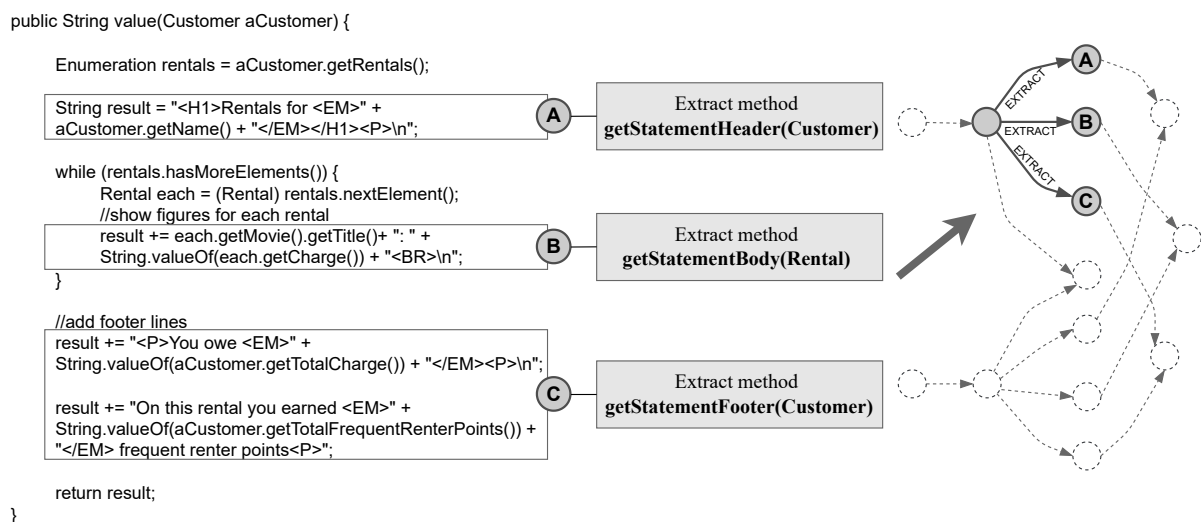 public String value(Customer aCustomer) {
Enumeration rentals = aCustomer.getRentals();
String result = "<H1>Rentals for <EM>" +
aCustomer.getName() + "</EM></H1><P>\n";
while (rentals.hasMoreElements()) {
Rental each = (Rental) rentals.nextElement();
//show figures for each rental
result += each.getMovie().getTitle()+ ": " +
String.valueOf(each.getCharge()) + "<BR>\n";
}
//add footer lines
result += "<P>You owe <EM>" +
String.valueOf(aCustomer.getTotalCharge()) + "</EM><P>\n";
result += "On this rental you earned <EM>" +
String.valueOf(aCustomer.getTotalFrequentRenterPoints()) +
"</EM> frequent renter points<P>";
return result;
}
A
Extract method
getStatementHeader(Customer)
B
Extract method
getStatementBody(Rental)
C
Extract method
getStatementFooter(Customer)
EXTRACT
A
EXTRACT
B
EXTRACT
C